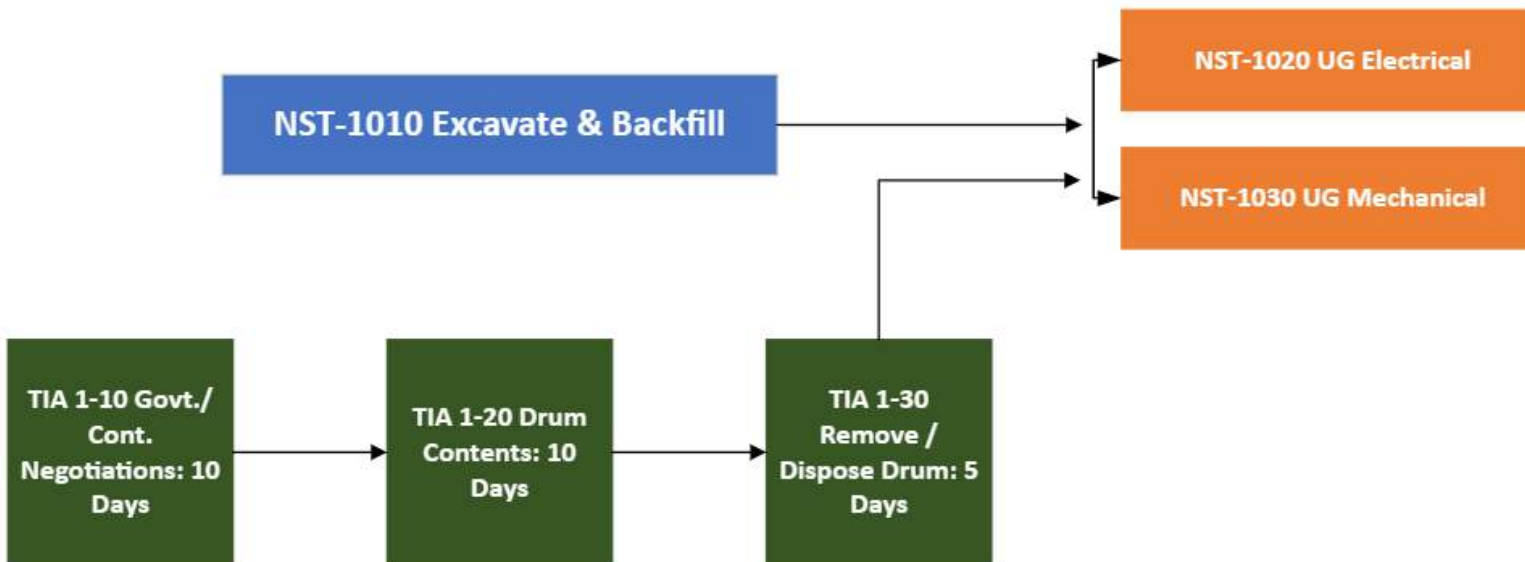 NST-1020 UG Electrical
NST-1010 Excavate & Backfill
NST-1030 UG Mechanical
TIA 1-10 Govt./
Cont.
Negotiations: 10
Days
TIA 1-20 Drum
Contents: 10
Days
TIA 1-30
Remove /
Dispose Drum: 5
Days